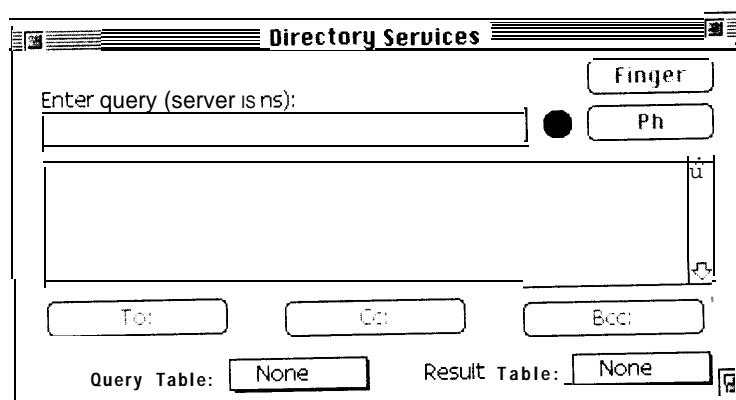 Directory Services
Finger
Enter query (server is ns):
Ph
To:
Cc:
Bcc:
Query Table: None
Result Table: None